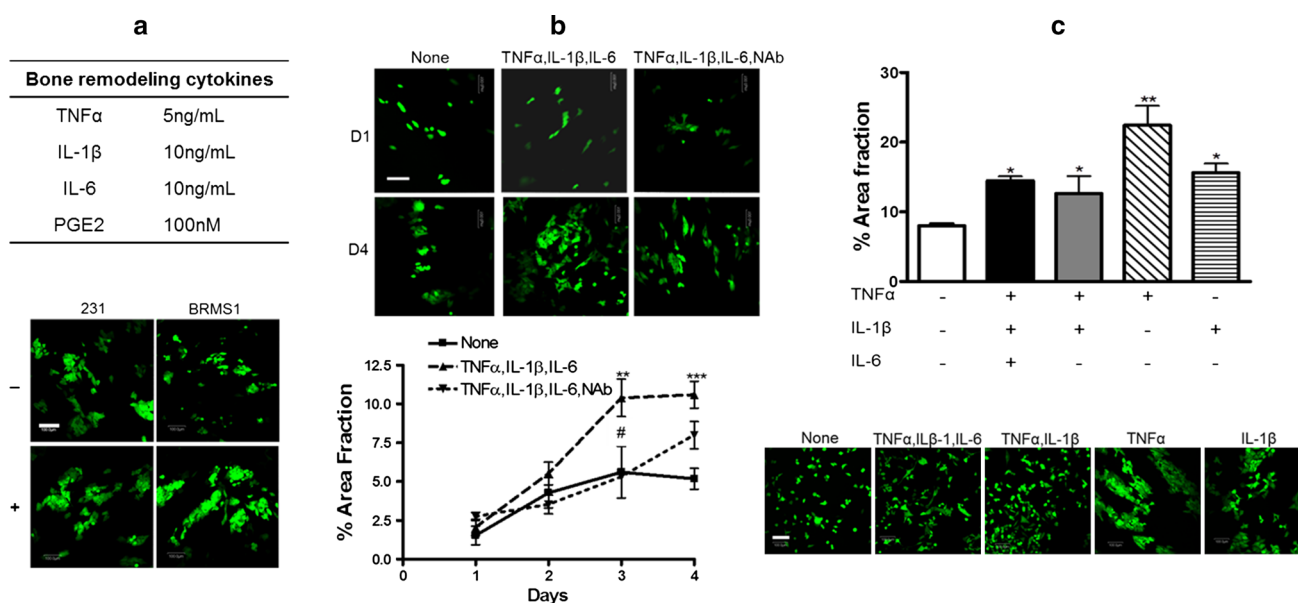 a
Bone remodeling cytokines
TNFα 5ng/mL
IL-1β 10ng/mL
IL-6 10ng/mL
PGE2 100nM
231 BRMS1
–
+
b
None TNFα,IL-1β,IL-6 TNFα,IL-1β,IL-6,NAb
D1
D4
None
TNFα,IL-1β,IL-6
TNFα,IL-1β,IL-6,NAb
% Area Fraction
12.5
10.0
7.5
5.0
2.5
0.0
** ***
#
0 1 2 3 4
Days
c
% Area fraction
30
20
10
0
* * ** *
TNFα - + + + -
IL-1β - + + - +
IL-6 - + - - -
None TNFα,ILβ-1,IL-6 TNFα,IL-1β TNFα IL-1β